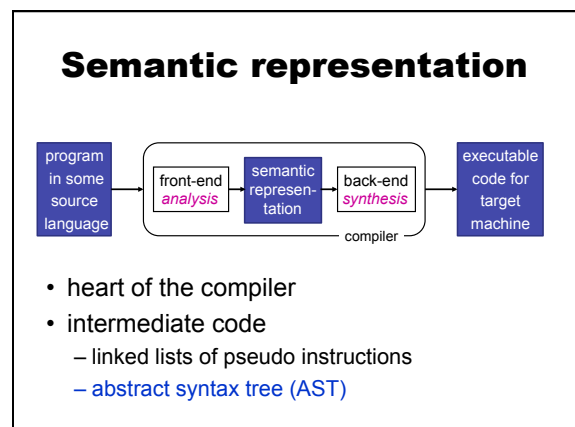 Semantic representation
program
in some
source
language
front-end
analysis
semantic
represen-
tation
back-end
synthesis
compiler
executable
code for
target
machine
• heart of the compiler
• intermediate code
– linked lists of pseudo instructions
– abstract syntax tree (AST)